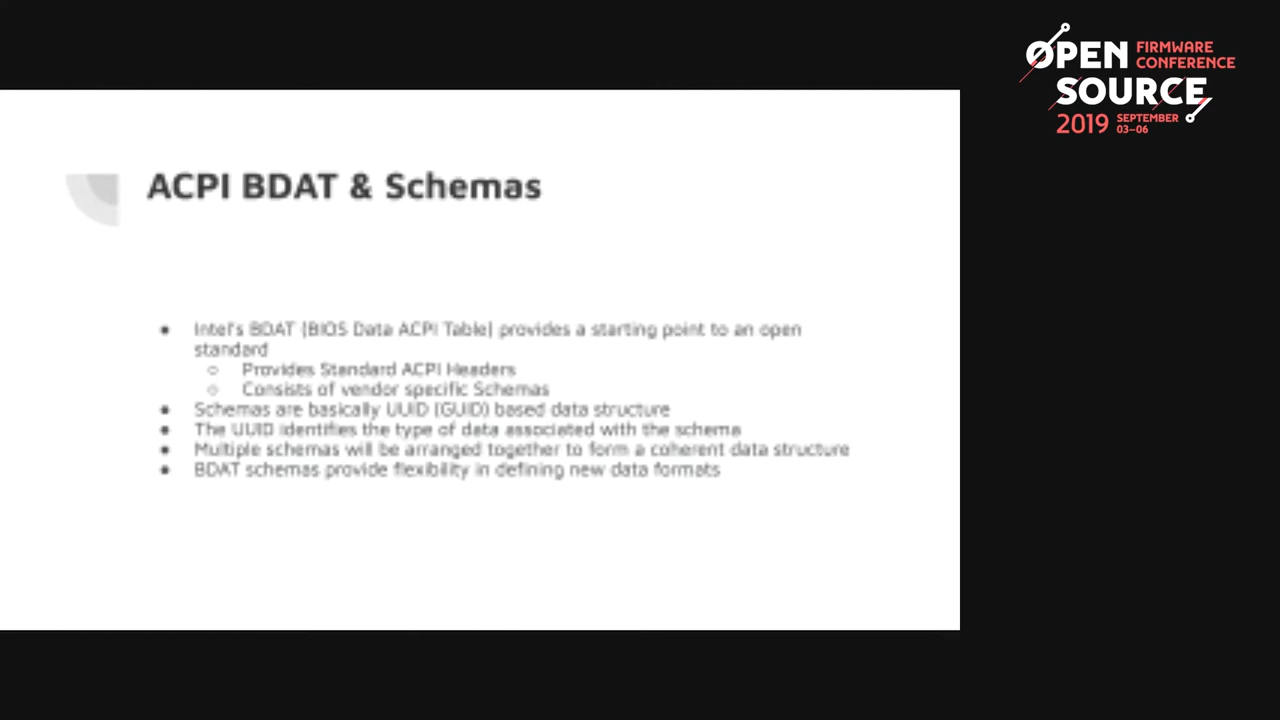 OPEN FIRMWARE
CONFERENCE
SOURCE
2019 SEPTEMBER
03–06
ACPI BDAT & Schemas
● Intel's BDAT (BIOS Data ACPI Table) provides a starting point to an open
standard
○ Provides Standard ACPI Headers
○ Consists of vendor specific Schemas
● Schemas are basically UUID (GUID) based data structure
● The UUID identifies the type of data associated with the schema
● Multiple schemas will be arranged together to form a coherent data structure
● BDAT schemas provide flexibility in defining new data formats